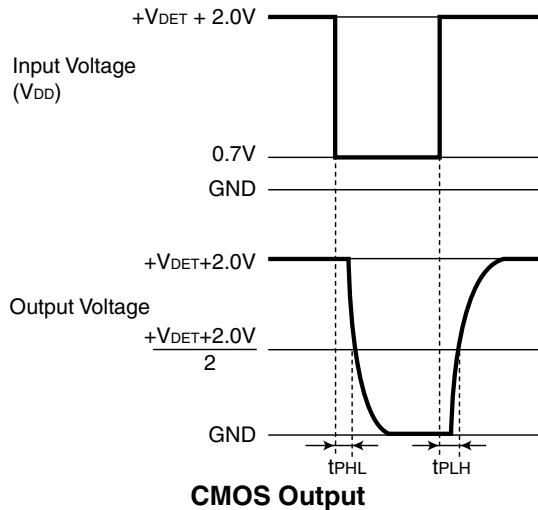 +VDET + 2.0V
Input Voltage
(VDD)
0.7V
GND
+VDET+2.0V
Output Voltage
+VDET+2.0V
2
GND
tPHL
tPLH
CMOS Output